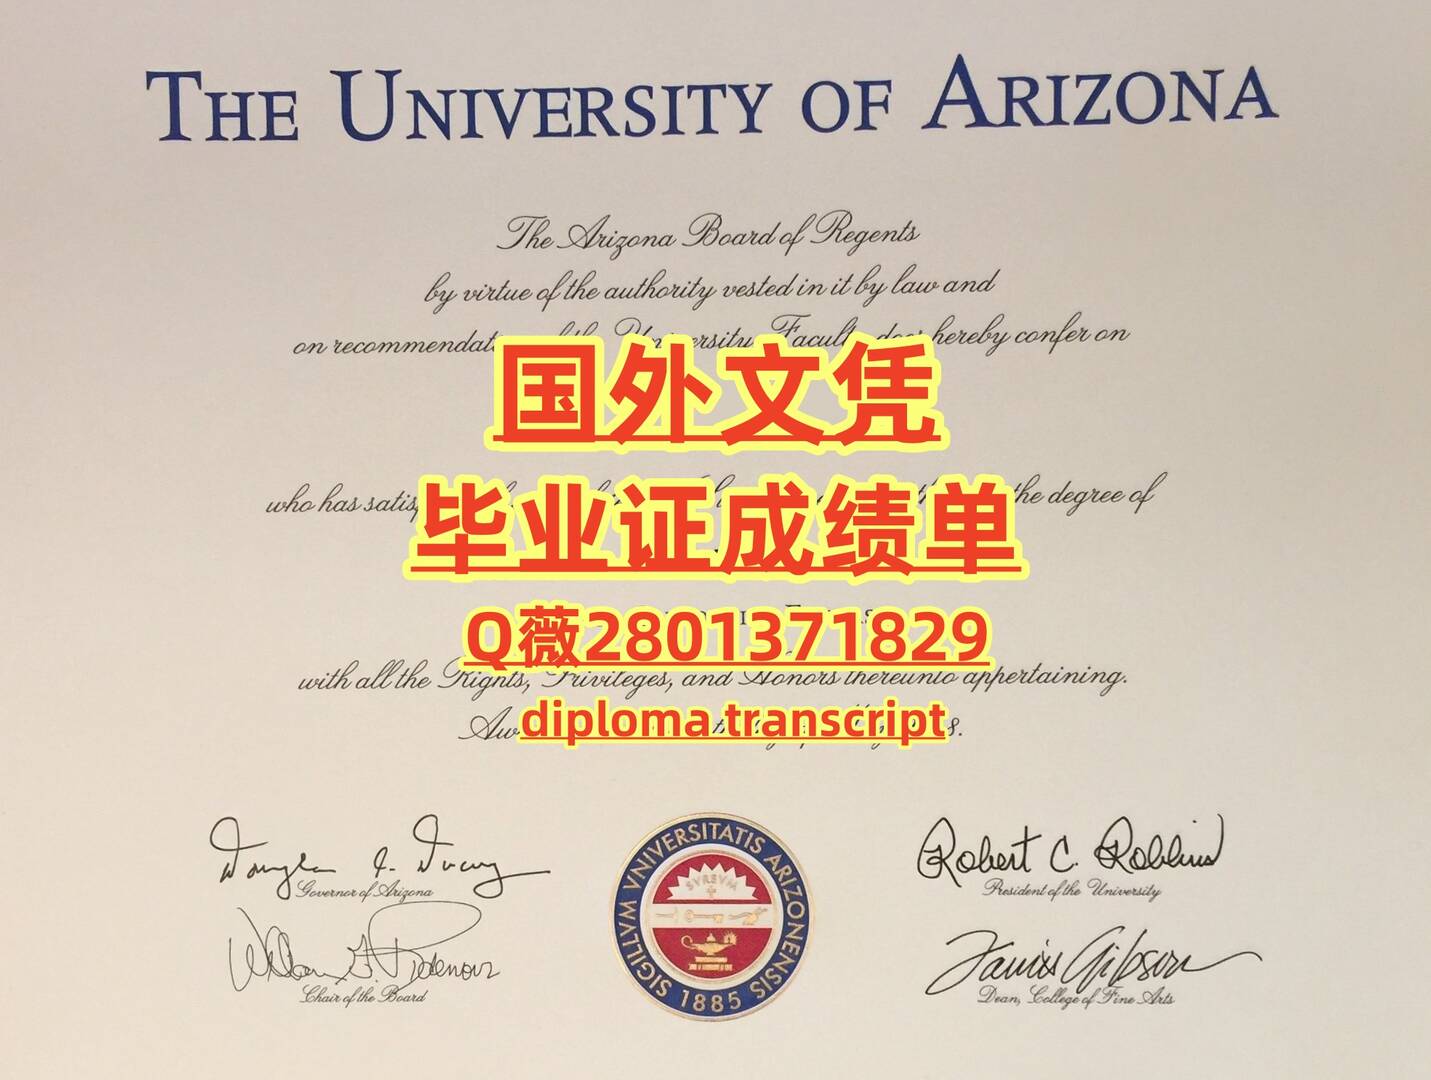 THE UNIVERSITY OF ARIZONA
The Arizona Board of Regents
by virtue of the authority vested in it by law and
on University hereby confer on
国外文凭
who has the degree of
毕业证成绩单
Q薇2801371829
with all the Rights, Privileges, and Honors thereunto appertaining.
diploma transcript
Governor of Arizona
Chair of the Board
SIGILLVM VNIVERSITATIS ARIZONENSIS
SVRSVM
1885
Robert C. Robbins
President of the University
Dean, College of Fine Arts